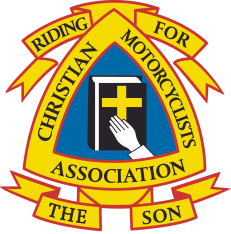 RIDING FOR
CHRISTIAN
MOTORCYCLISTS
ASSOCIATION
THE SON